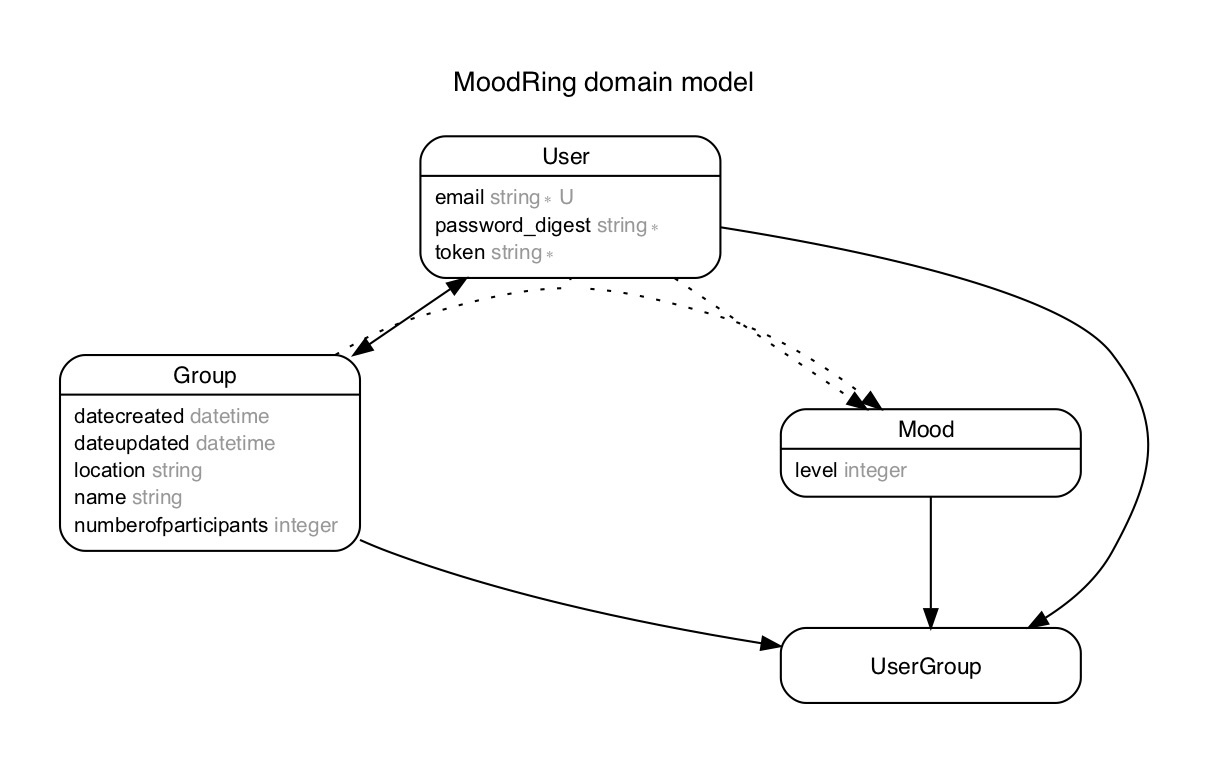 MoodRing domain model
User
email string * U
password_digest string *
token string *
Group
datecreated datetime
dateupdated datetime
location string
name string
numberofparticipants integer
Mood
level integer
UserGroup